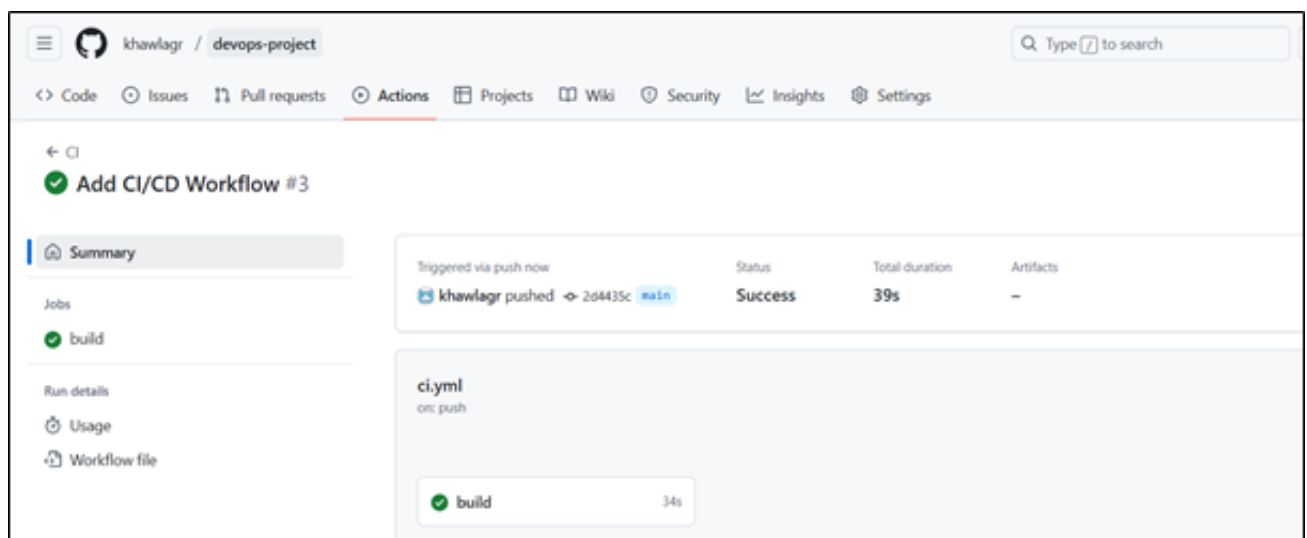 khawlagr / devops-project
Type / to search
Code Issues Pull requests Actions Projects Wiki Security Insights Settings
CI
Add CI/CD Workflow #3
Summary
Jobs
build
Run details
Usage
Workflow file
Triggered via push now
khawlagr pushed 2d4435c main
Status
Success
Total duration
39s
Artifacts
–
ci.yml
on: push
build 34s